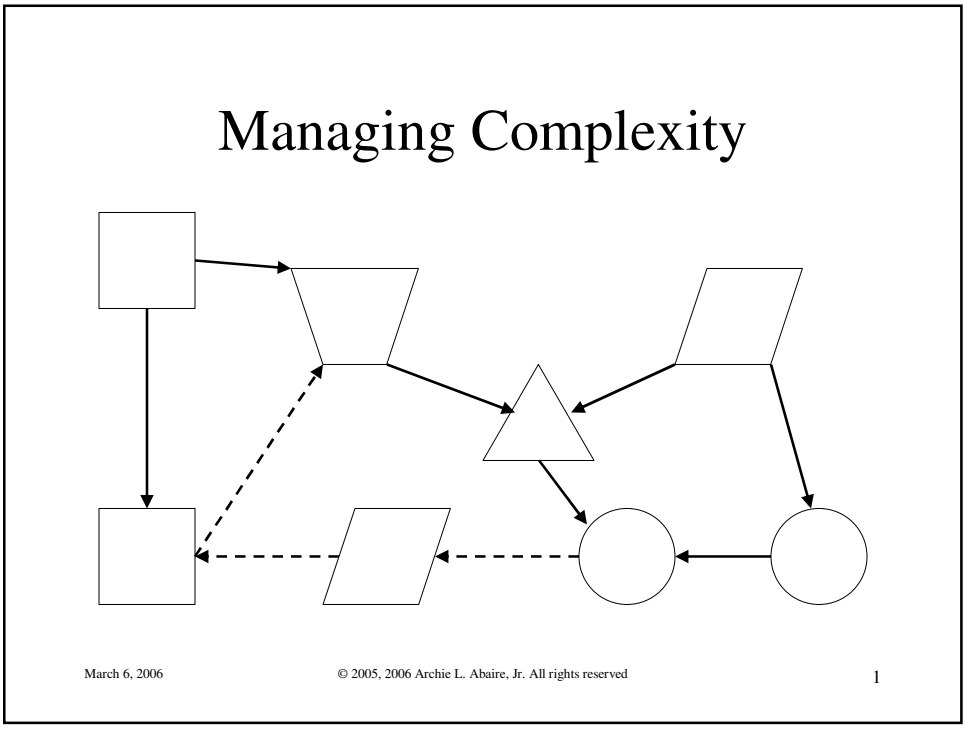 Managing Complexity
March 6, 2006
© 2005, 2006 Archie L. Abaire, Jr. All rights reserved
1